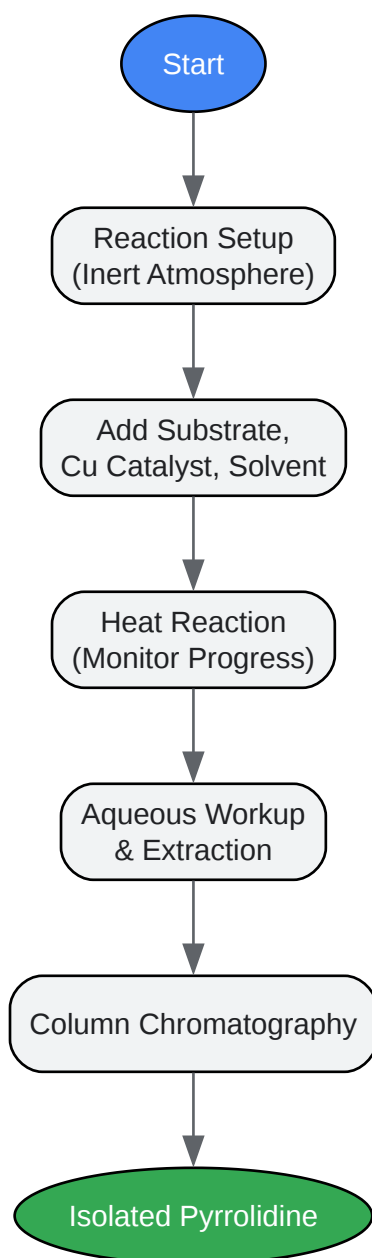 Start
Reaction Setup
(Inert Atmosphere)
Add Substrate,
Cu Catalyst, Solvent
Heat Reaction
(Monitor Progress)
Aqueous Workup
& Extraction
Column Chromatography
Isolated Pyrrolidine